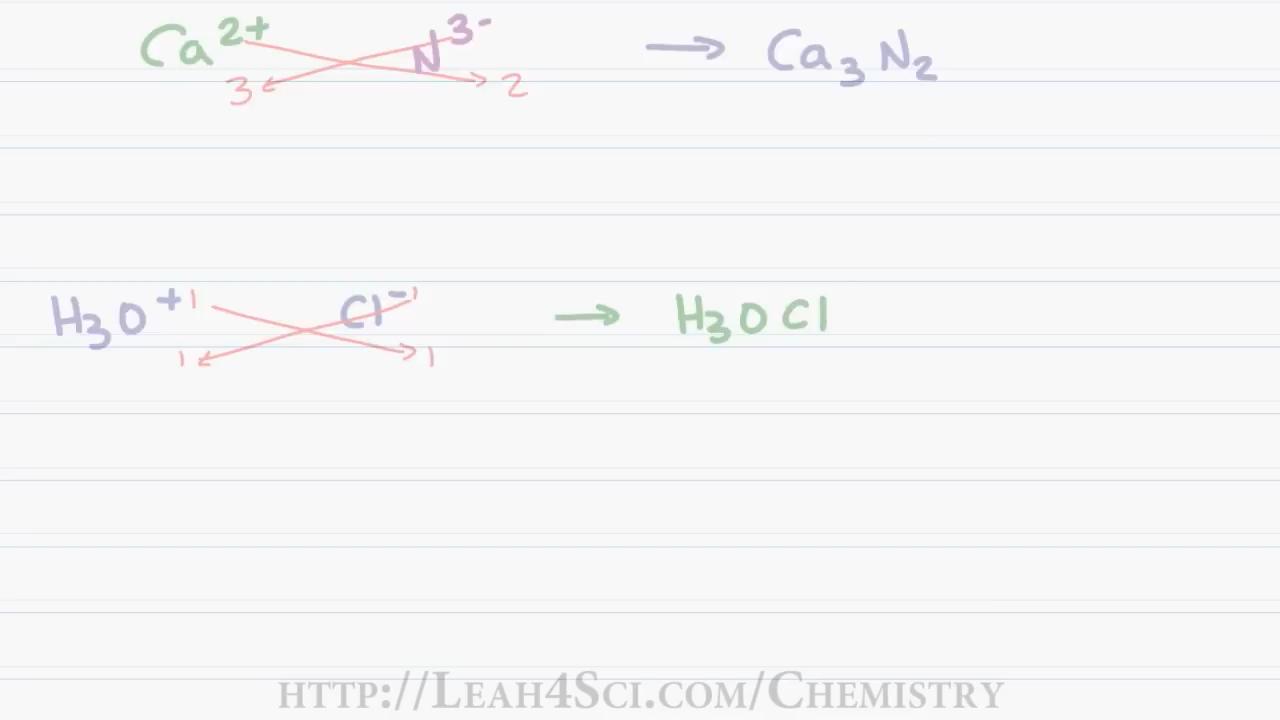 Ca²⁺ N³⁻ → Ca₃N₂
3 2
H₃O⁺¹ Cl⁻¹ → H₃OCl
1 1
http://Leah4Sci.com/Chemistry